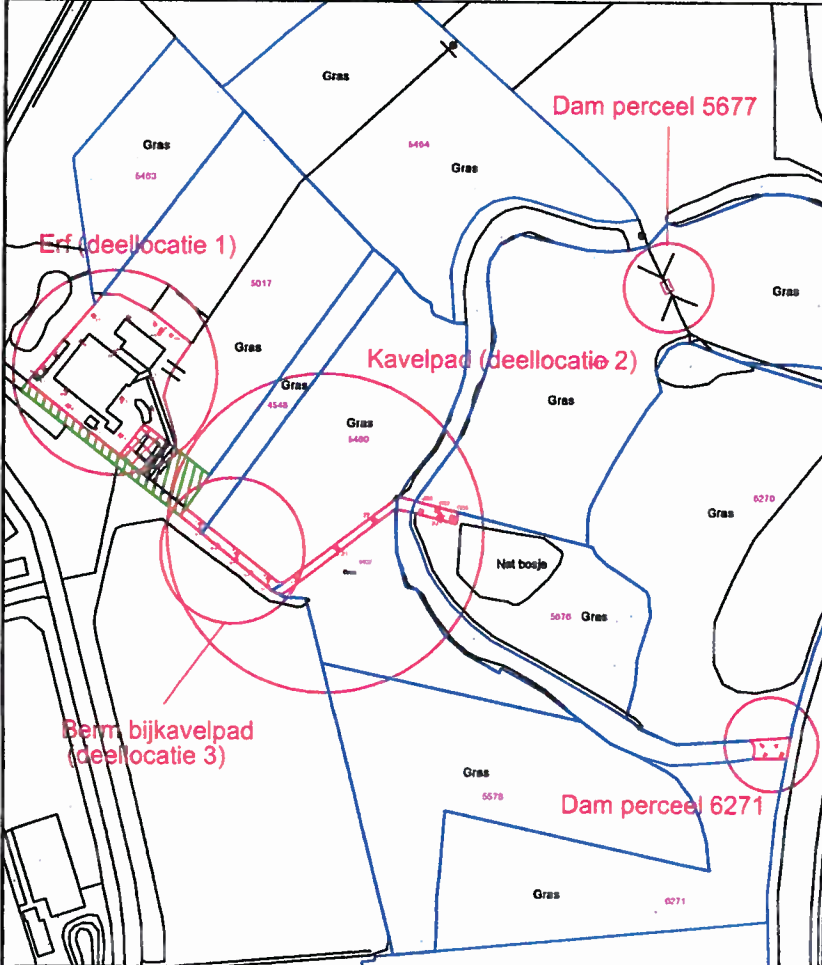 Gras
Dam perceel 5677
Gras
5463
5464
Gras
Erf (deellocatie 1)
5017
Gras
Gras
Kavelpad (deellocatie 2)
Gras
4548
Gras
5460
Gras
6270
Gras
Nat bosje
5676
Gras
Berm bijkavelpad
(deellocatie 3)
Gras
5578
Dam perceel 6271
Gras
6271